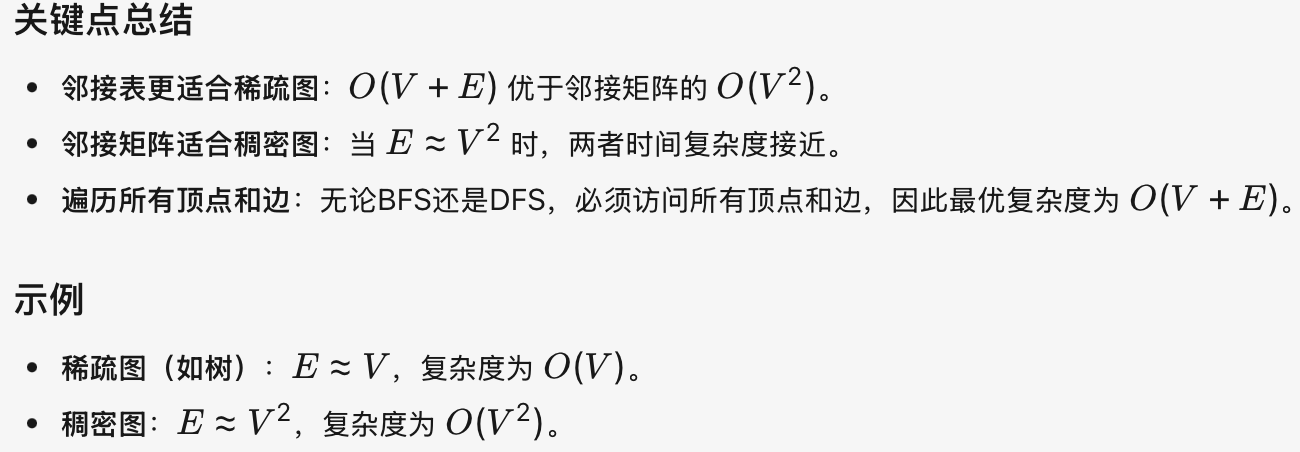 关键点总结
• 邻接表更适合稀疏图：O(V + E) 优于邻接矩阵的 O(V²)。
• 邻接矩阵适合稠密图：当 E ≈ V² 时，两者时间复杂度接近。
• 遍历所有顶点和边：无论BFS还是DFS，必须访问所有顶点和边，因此最优复杂度为 O(V + E)。
示例
• 稀疏图（如树）：E ≈ V，复杂度为 O(V)。
• 稠密图：E ≈ V²，复杂度为 O(V²)。